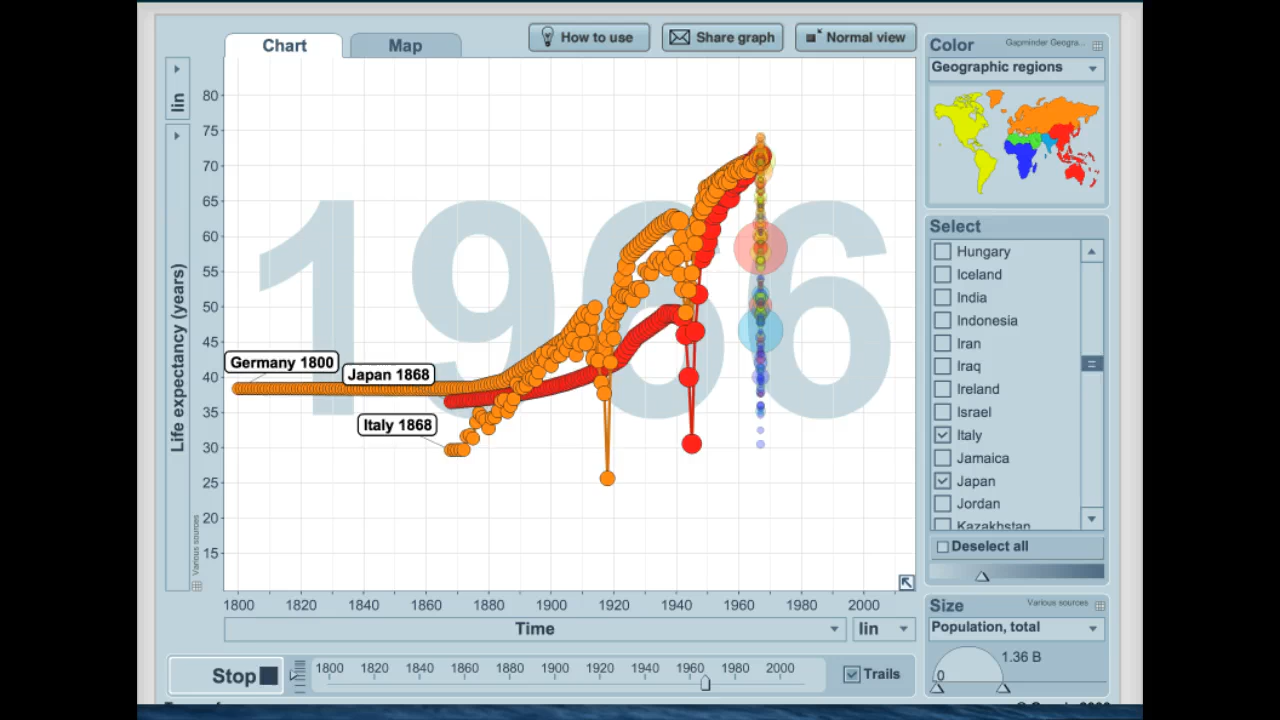 Chart
Map
How to use
Share graph
Normal view
lin
Life expectancy (years)
Various sources
80
75
70
65
60
55
50
45
40
35
30
25
20
15
1966
Germany 1800
Japan 1868
Italy 1868
1800 1820 1840 1860 1880 1900 1920 1940 1960 1980 2000
Time
lin
Stop
1800 1820 1840 1860 1880 1900 1920 1940 1960 1980 2000
Trails
Color
Gapminder Geogra...
Geographic regions
Select
Hungary
Iceland
India
Indonesia
Iran
Iraq
Ireland
Israel
Italy
Jamaica
Japan
Jordan
Kazakhstan
Deselect all
Size
Various sources
Population, total
1.36 B
0